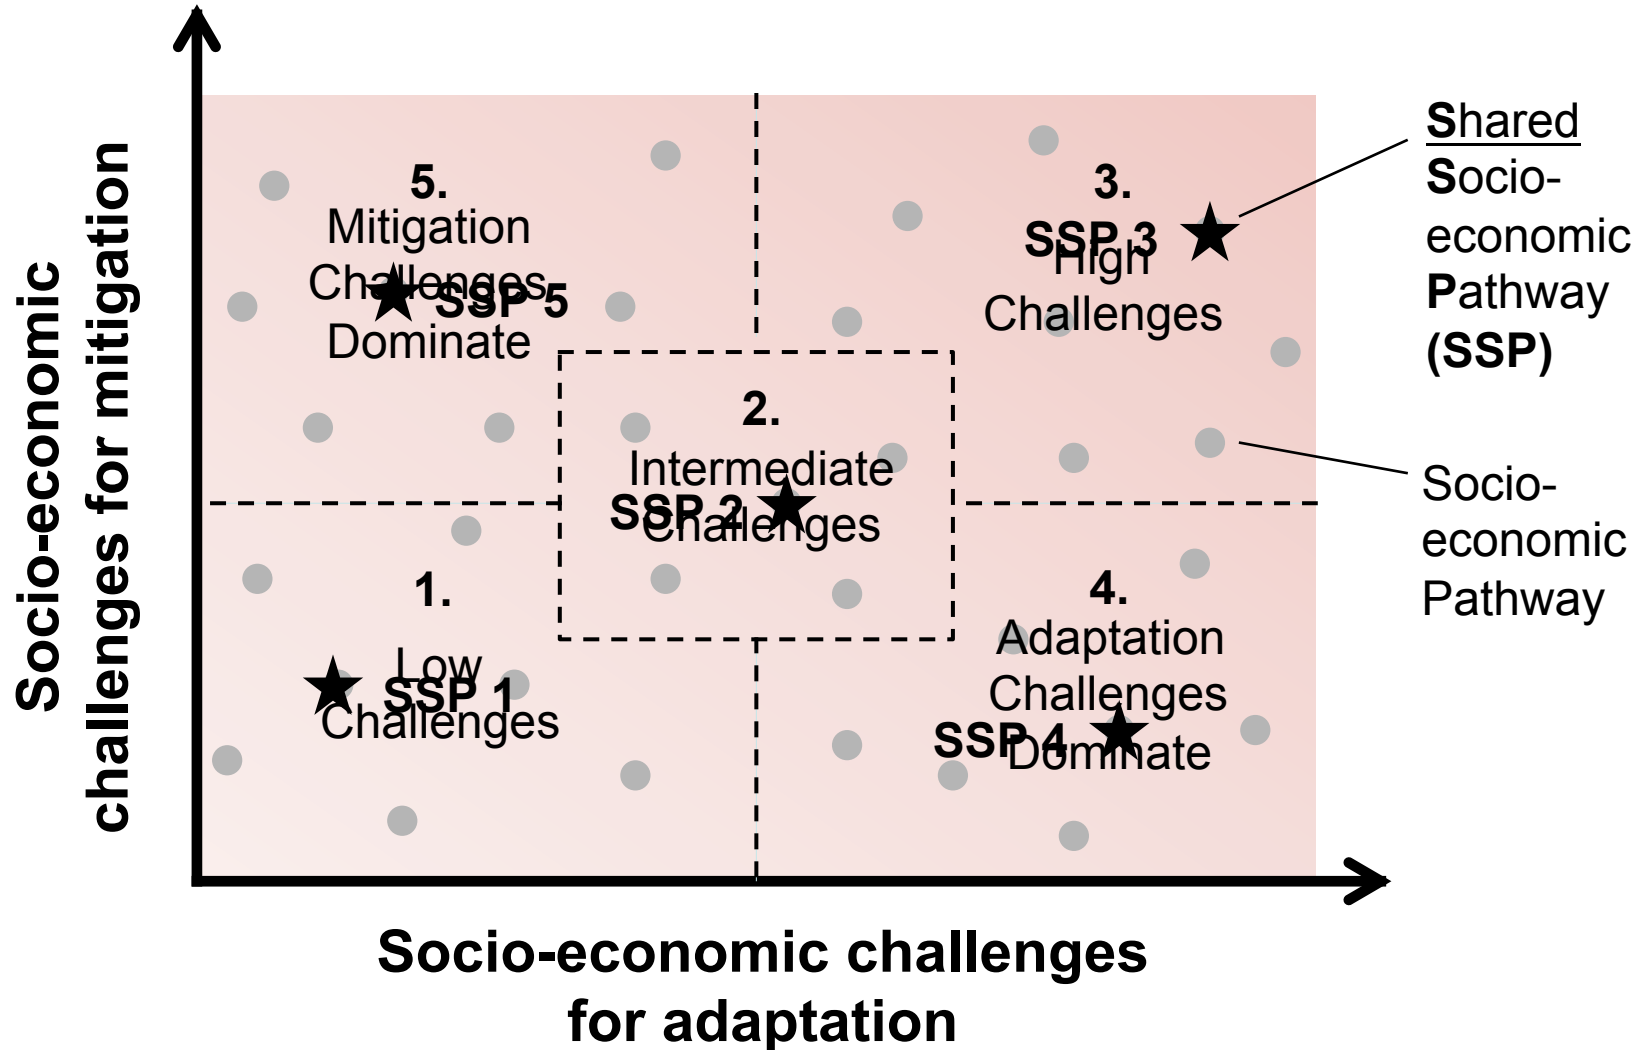 Socio-economic
challenges for mitigation
5.
Mitigation
Challenges
Dominate
SSP 5
3.
SSP 3
High
Challenges
2.
Intermediate
Challenges
SSP 2
1.
Low
Challenges
SSP 1
4.
Adaptation
Challenges
Dominate
SSP 4
Shared
Socio-
economic
Pathway
(SSP)
Socio-
economic
Pathway
Socio-economic challenges
for adaptation